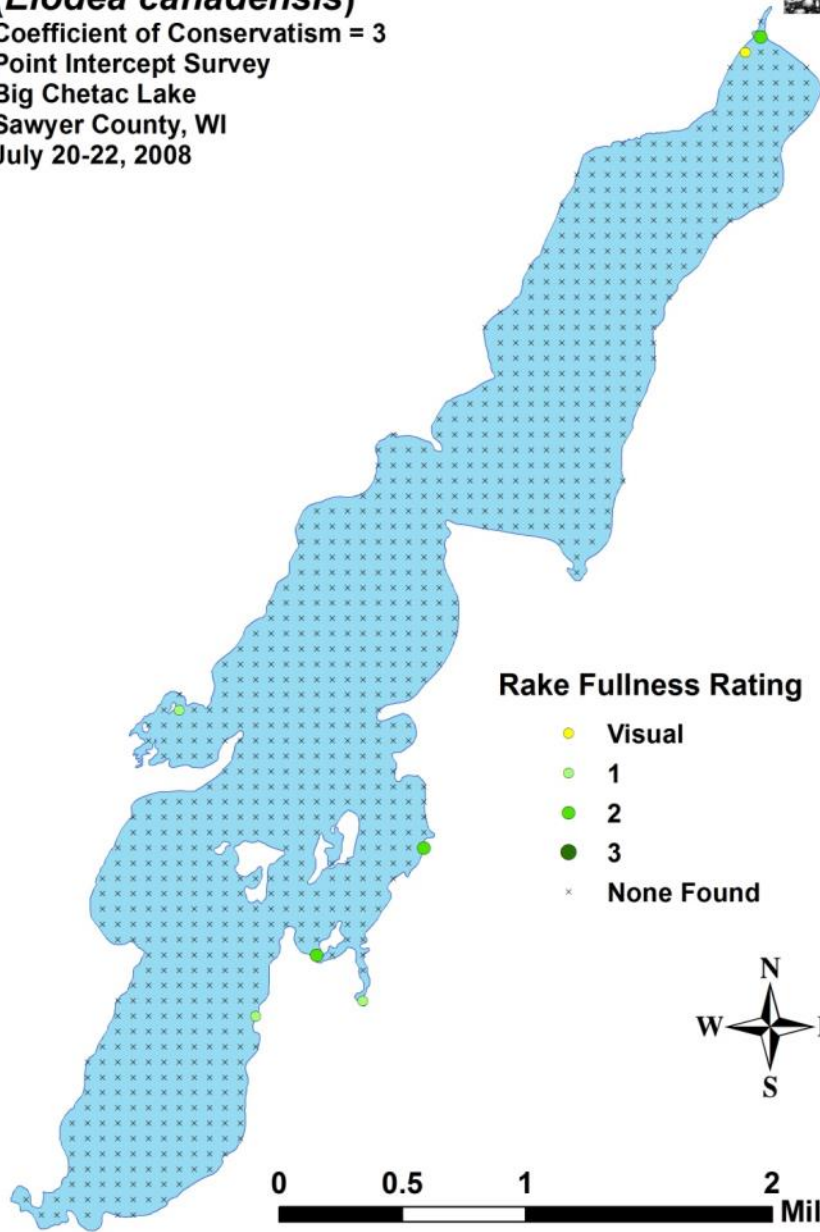 (Elodea canadensis)
Coefficient of Conservatism = 3
Point Intercept Survey
Big Chetac Lake
Sawyer County, WI
July 20-22, 2008
Rake Fullness Rating
Visual
1
2
3
None Found
N
W
S
0 0.5 1 2
Mil